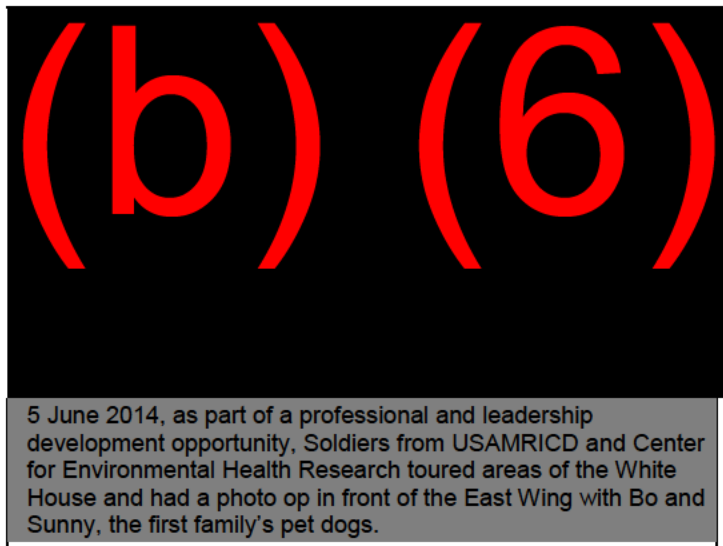 (b) (6)
5 June 2014, as part of a professional and leadership
development opportunity, Soldiers from USAMRICD and Center
for Environmental Health Research toured areas of the White
House and had a photo op in front of the East Wing with Bo and
Sunny, the first family's pet dogs.